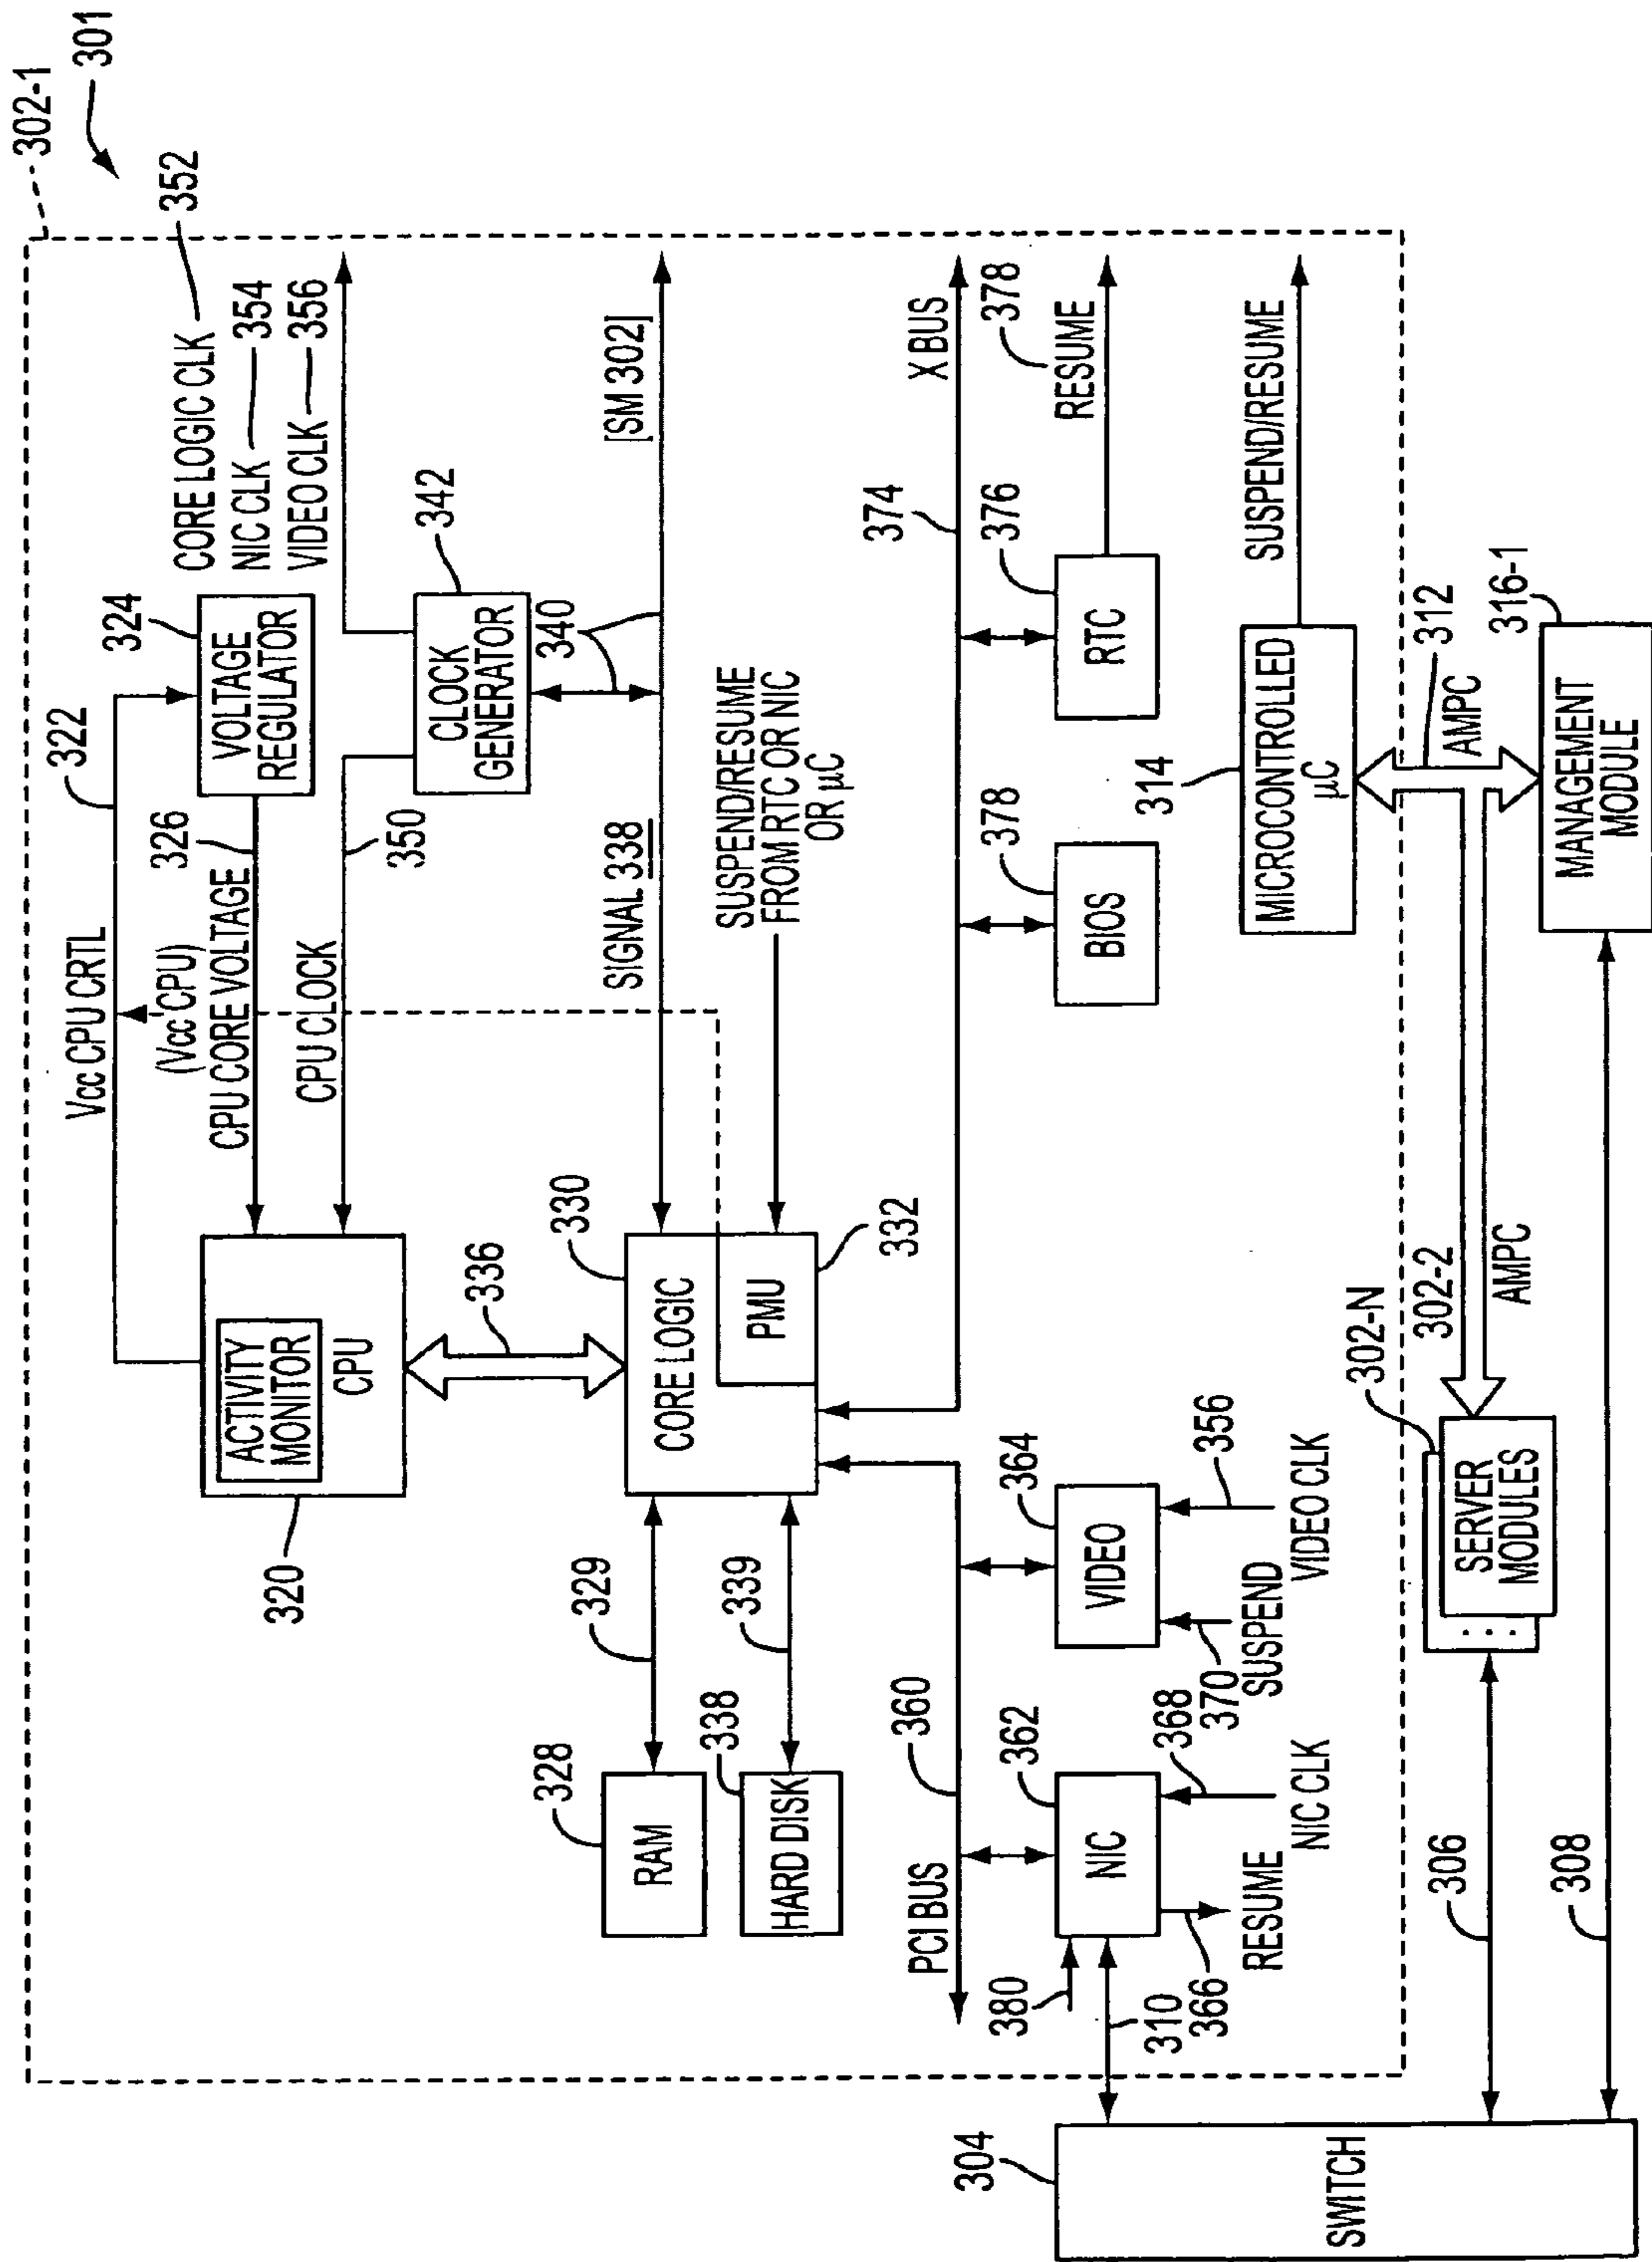 302-1
301
Vcc CPU CRTL
322
324
VOLTAGE
REGULATOR
CORE LOGIC CLK
352
NIC CLK
354
VIDEO CLK
356
326
(Vcc CPU)
CPU CORE VOLTAGE
ACTIVITY
MONITOR
CPU
320
CPU CLOCK
350
CLOCK
GENERATOR
342
340
336
[SM 302]
SIGNAL 338
330
CORE LOGIC
PMU
332
SUSPEND/RESUME
FROM RTC OR NIC
OR µC
328
RAM
329
338
HARD DISK
339
PCI BUS
360
374
X BUS
362
NIC
364
VIDEO
378
BIOS
376
RTC
RESUME
378
380
310
366
RESUME
368
NIC CLK
370
SUSPEND
356
VIDEO CLK
314
MICROCONTROLLED
µC
SUSPEND/RESUME
312
AMPC
316-1
MANAGEMENT
MODULE
302-2
302-N
AMPC
SERVER
MODULES
...
304
SWITCH
306
308